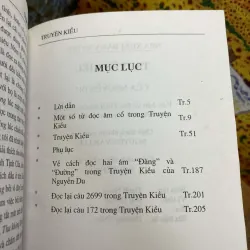 TRUYỆN KIỀU
MỤC LỤC
• Lời dẫn Tr.5
• Một số từ đọc âm cổ trong Truyện Tr.9
Kiều
• Truyện Kiều Tr.51
• Phụ lục
• Về cách đọc hai âm "Đàng" và
"Đường" trong Truyện Kiều của Tr.187
Nguyễn Du
• Đọc lại câu 2699 trong Truyện Kiều Tr.201
• Đọc lại câu 172 trong Truyện Kiều Tr.205